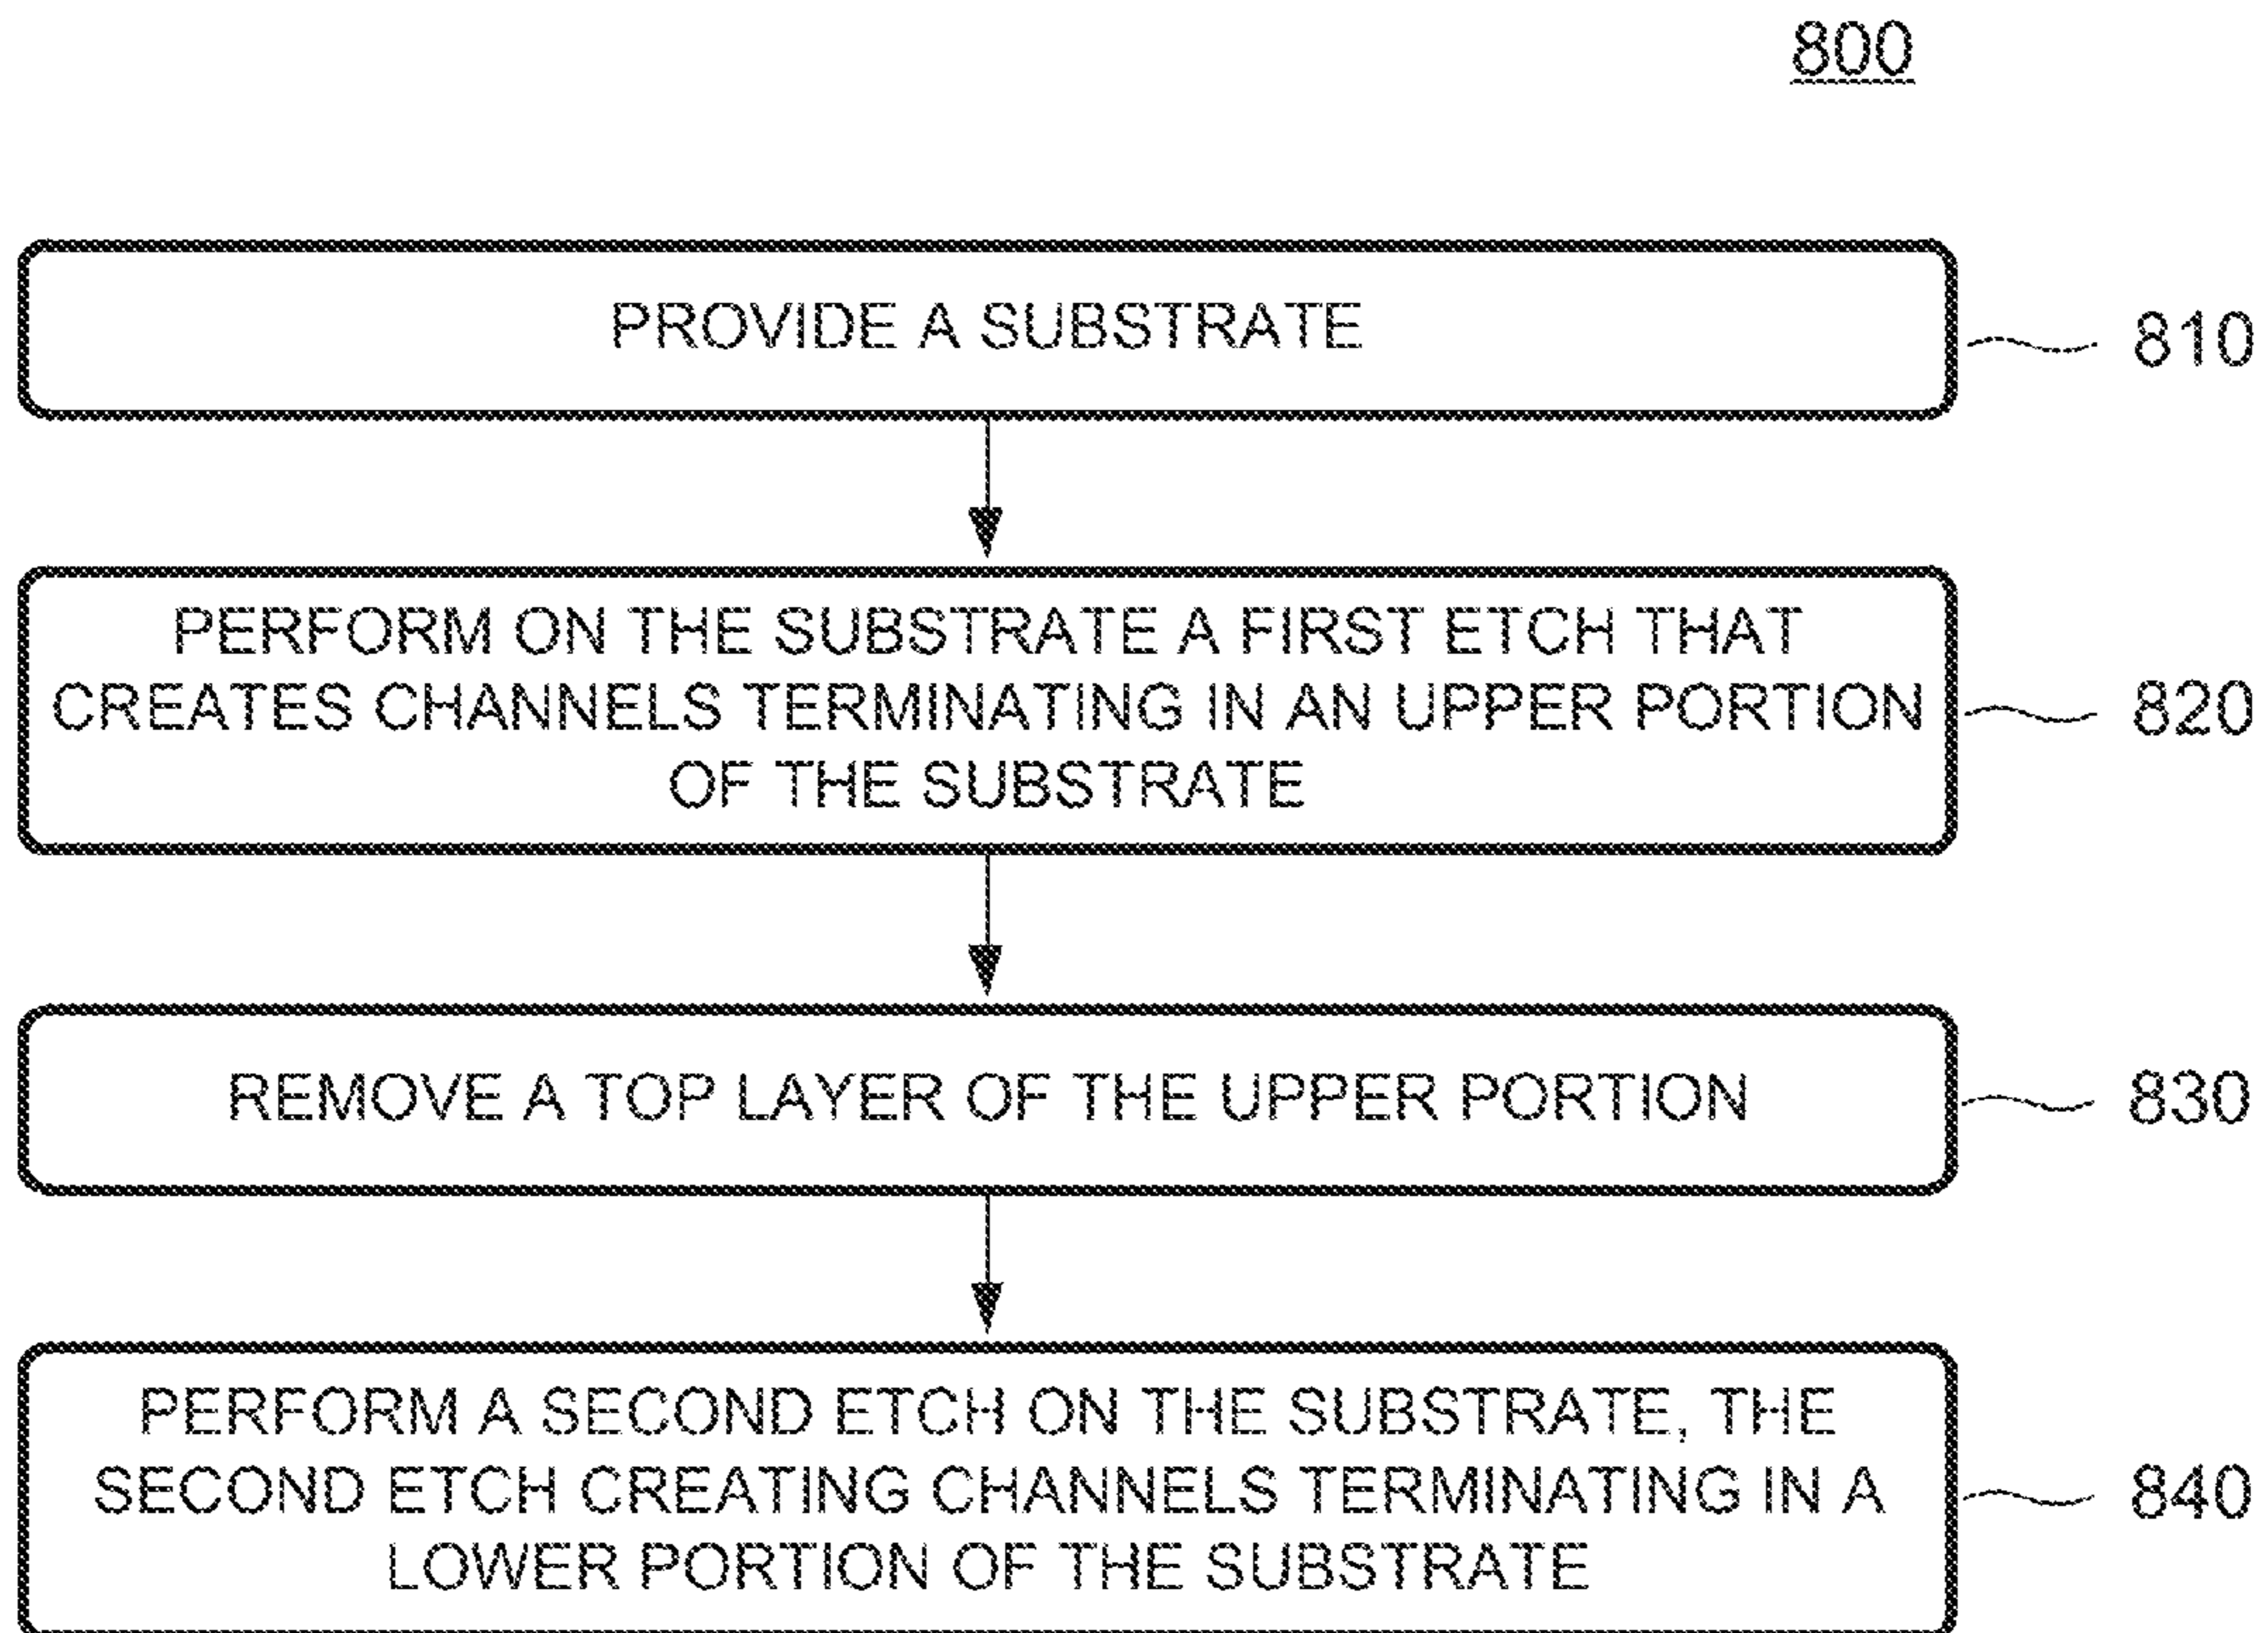 800
PROVIDE A SUBSTRATE
810
PERFORM ON THE SUBSTRATE A FIRST ETCH THAT
CREATES CHANNELS TERMINATING IN AN UPPER PORTION
OF THE SUBSTRATE
820
REMOVE A TOP LAYER OF THE UPPER PORTION
830
PERFORM A SECOND ETCH ON THE SUBSTRATE, THE
SECOND ETCH CREATING CHANNELS TERMINATING IN A
LOWER PORTION OF THE SUBSTRATE
840